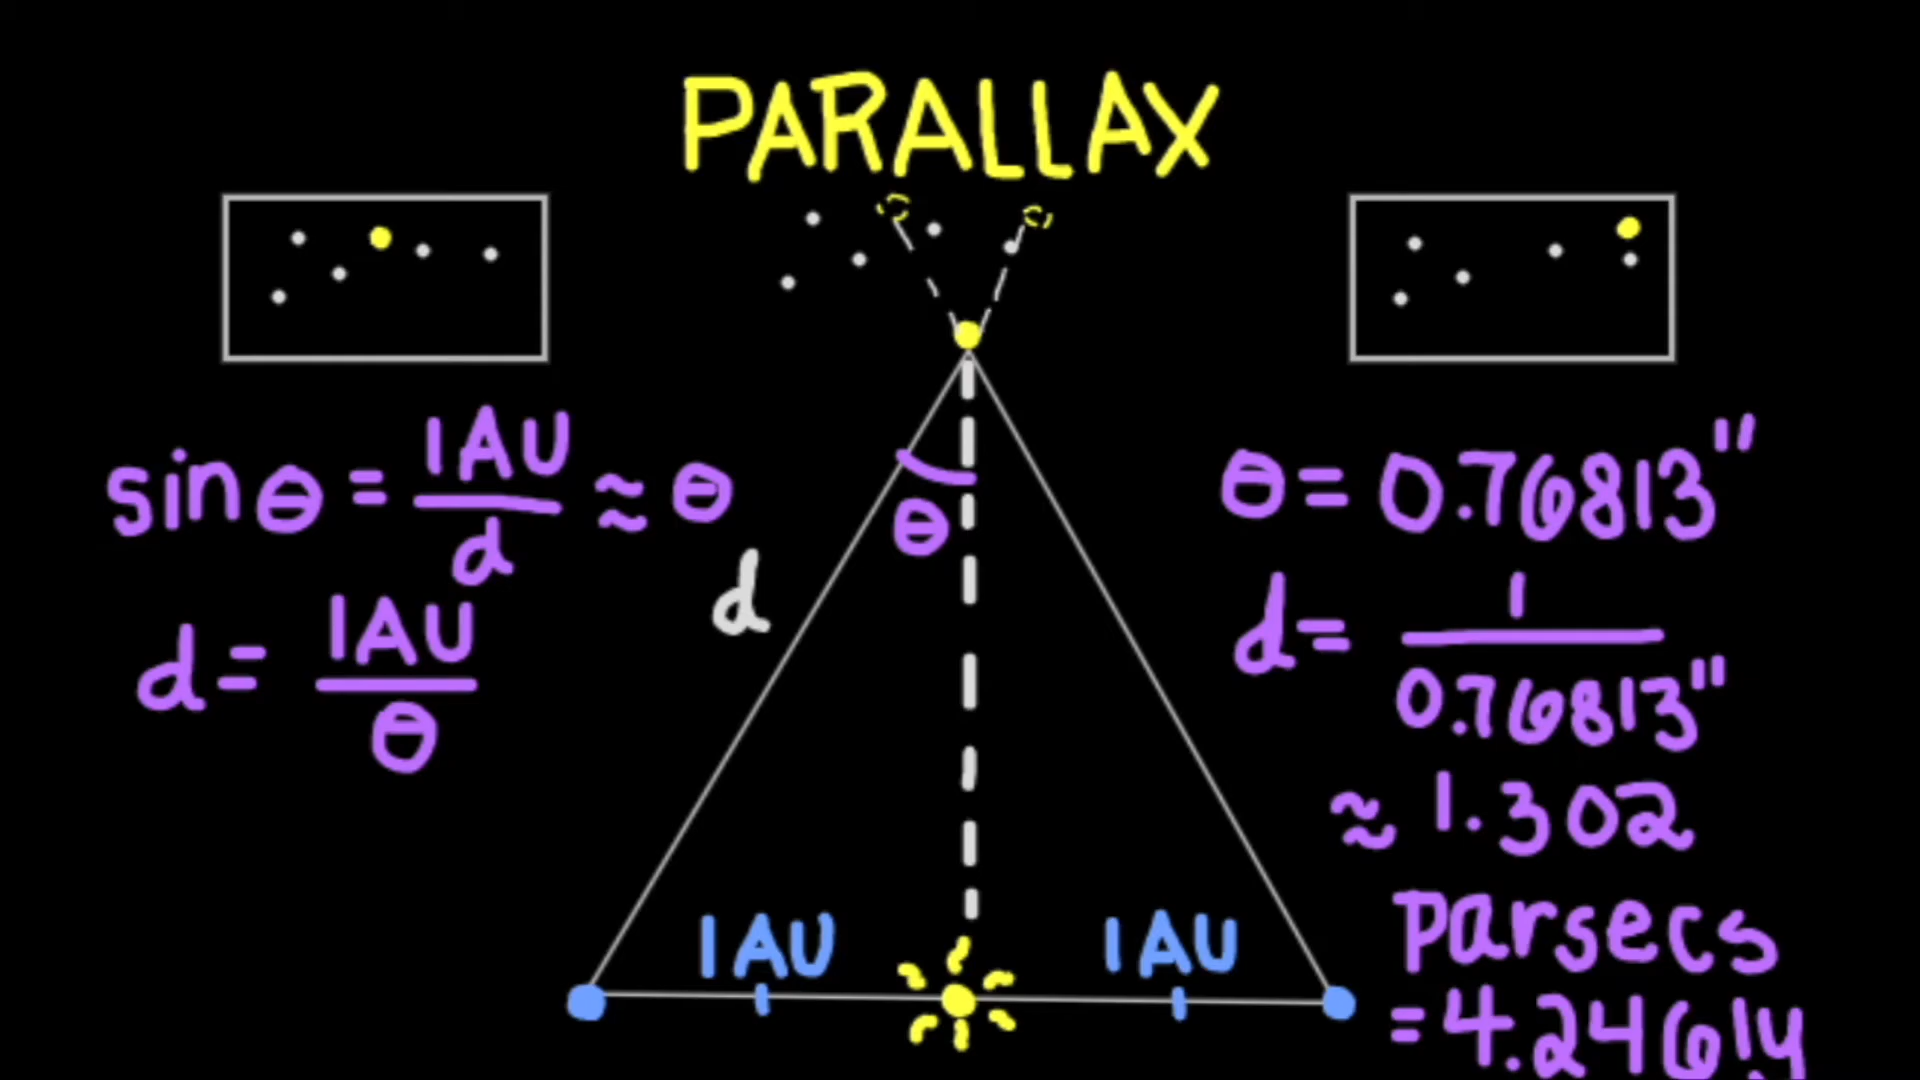 PARALLAX
sinθ = 1AU/d ≈ θ
d = 1AU/θ
θ
d
1AU
1AU
θ = 0.76813"
d = 1/0.76813"
≈ 1.302
parsecs
= 4.246 ly